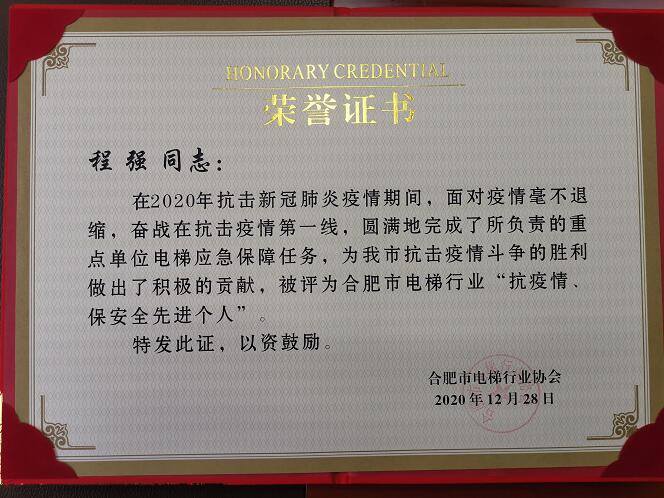 HONORARY CREDENTIAL
荣誉证书
程强同志：
在2020年抗击新冠肺炎疫情期间，面对疫情毫不退
缩，奋战在抗击疫情第一线，圆满地完成了所负责的重
点单位电梯应急保障任务，为我市抗击疫情斗争的胜利
做出了积极的贡献，被评为合肥市电梯行业“抗疫情、
保安全先进个人”。
特发此证，以资鼓励。
合肥市电梯行业协会
2020年12月28日